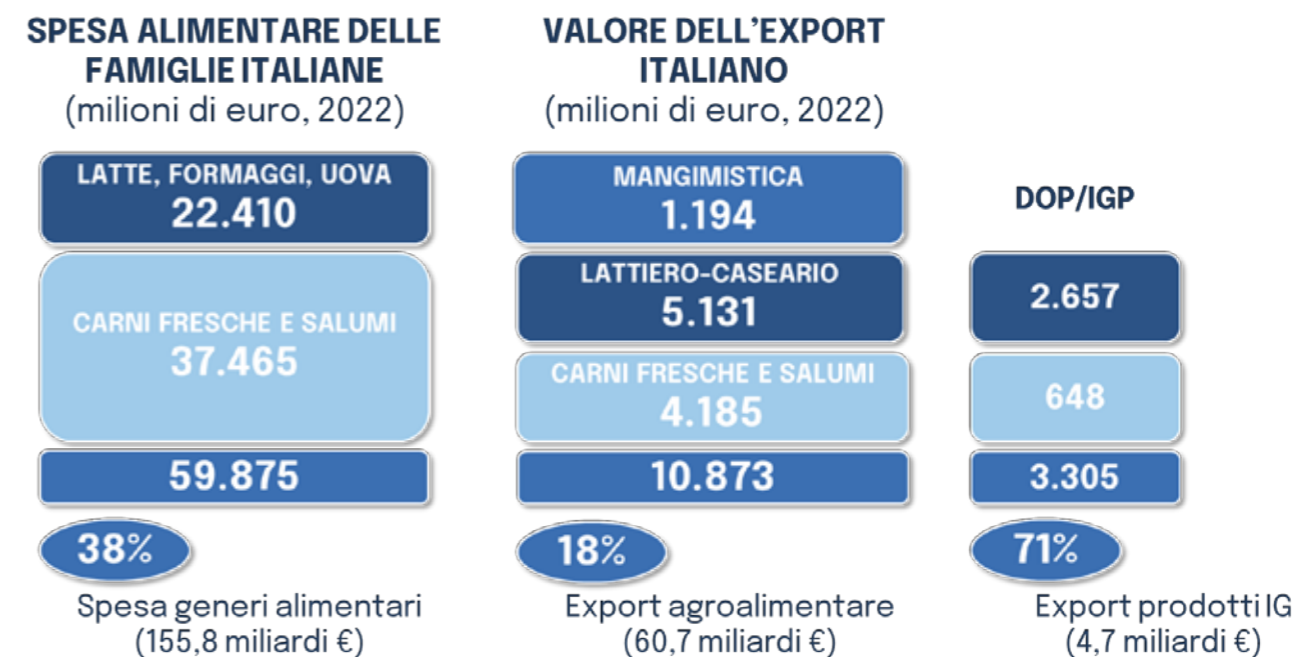 SPESA ALIMENTARE DELLE
FAMIGLIE ITALIANE
(milioni di euro, 2022)
LATTE, FORMAGGI, UOVA
22.410
CARNI FRESCHE E SALUMI
37.465
59.875
38%
Spesa generi alimentari
(155,8 miliardi €)
VALORE DELL'EXPORT
ITALIANO
(milioni di euro, 2022)
MANGIMISTICA
1.194
LATTIERO-CASEARIO
5.131
CARNI FRESCHE E SALUMI
4.185
10.873
18%
Export agroalimentare
(60,7 miliardi €)
DOP/IGP
2.657
648
3.305
71%
Export prodotti IG
(4,7 miliardi €)